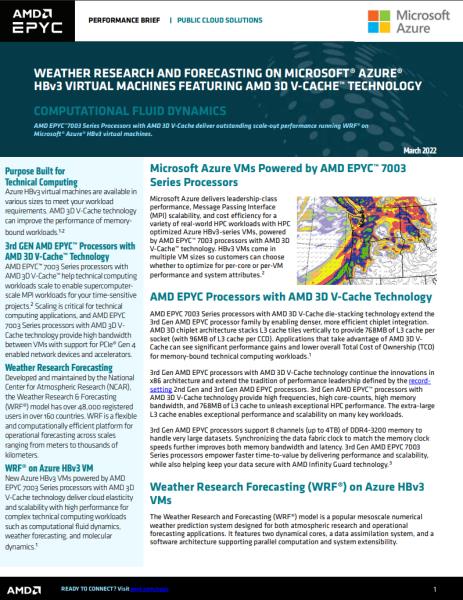 AMD
EPYC
PERFORMANCE BRIEF | PUBLIC CLOUD SOLUTIONS
Microsoft
Azure
WEATHER RESEARCH AND FORECASTING ON MICROSOFT® AZURE®
HBv3 VIRTUAL MACHINES FEATURING AMD 3D V-CACHE™ TECHNOLOGY
COMPUTATIONAL FLUID DYNAMICS
AMD EPYC™7003 Series Processors with AMD 3D V-Cache deliver outstanding scale-out performance running WRF® on
Microsoft® Azure® HBv3 virtual machines.
March 2022
Purpose Built for
Technical Computing
Azure HBv3 virtual machines are available in
various sizes to meet your workload
requirements. AMD 3D V-Cache technology
can improve the performance of memory-
bound workloads.1,2
3rd GEN AMD EPYC™ Processors with
AMD 3D V-Cache™ Technology
AMD EPYC™ 7003 Series processors with
AMD 3D V-Cache™ help technical computing
workloads scale to enable supercomputer-
scale MPI workloads for your time-sensitive
projects.2 Scaling is critical for technical
computing applications, and AMD EPYC
7003 Series processors with AMD 3D V-
Cache technology provide high bandwidth
between VMs with support for PCIe® Gen 4
enabled network devices and accelerators.
Weather Research Forecasting
Developed and maintained by the National
Center for Atmospheric Research (NCAR),
the Weather Research & Forecasting
(WRF®) model has over 48,000 registered
users in over 160 countries. WRF is a flexible
and computationally efficient platform for
operational forecasting across scales
ranging from meters to thousands of
kilometers.
WRF® on Azure HBv3 VM
New Azure HBv3 VMs powered by AMD
EPYC 7003 Series processors with AMD 3D
V-Cache technology deliver cloud elasticity
and scalability with high performance for
complex technical computing workloads
such as computational fluid dynamics,
weather forecasting, and molecular
dynamics.1
Microsoft Azure VMs Powered by AMD EPYC™ 7003
Series Processors
Microsoft Azure delivers leadership-class
performance, Message Passing Interface
(MPI) scalability, and cost efficiency for a
variety of real-world HPC workloads with HPC
optimized Azure HBv3-series VMs, powered
by AMD EPYC™ 7003 processors with AMD 3D
V-Cache™ technology. HBv3 VMs come in
multiple VM sizes so customers can choose
whether to optimize for per-core or per-VM
performance and system attributes.2
AMD EPYC Processors with AMD 3D V-Cache Technology
AMD EPYC 7003 Series processors with AMD 3D V-Cache die-stacking technology extend the
3rd Gen AMD EPYC processor family by enabling denser, more efficient chiplet integration.
AMD 3D chiplet architecture stacks L3 cache tiles vertically to provide 768MB of L3 cache per
socket (with 96MB of L3 cache per CCD). Applications that take advantage of AMD 3D V-
Cache can see significant performance gains and lower overall Total Cost of Ownership (TCO)
for memory-bound technical computing workloads.1
3rd Gen AMD EPYC processors with AMD 3D V-Cache technology continue the innovations in
x86 architecture and extend the tradition of performance leadership defined by the record-
setting 2nd Gen and 3rd Gen AMD EPYC processors. 3rd Gen AMD EPYC processors with
AMD 3D V-Cache technology provide high frequencies, high core-counts, high memory
bandwidth, and 768MB of L3 cache to unleash exceptional HPC performance. The extra-large
L3 cache enables exceptional performance and scalability on many key workloads.
3rd Gen AMD EPYC processors support 8 channels (up to 4TB) of DDR4-3200 memory to
handle very large datasets. Synchronizing the data fabric clock to match the memory clock
speeds further improves both memory bandwidth and latency. 3rd Gen AMD EPYC 7003
Series processors empower faster time-to-value by delivering performance and scalability,
while also helping keep your data secure with AMD Infinity Guard technology.3
Weather Research Forecasting (WRF®) on Azure HBv3
VMs
The Weather Research and Forecasting (WRF®) model is a popular mesoscale numerical
weather prediction system designed for both atmospheric research and operational
forecasting applications. It features two dynamical cores, a data assimilation system, and a
software architecture supporting parallel computation and system extensibility.
AMD
READY TO CONNECT? Visit
1